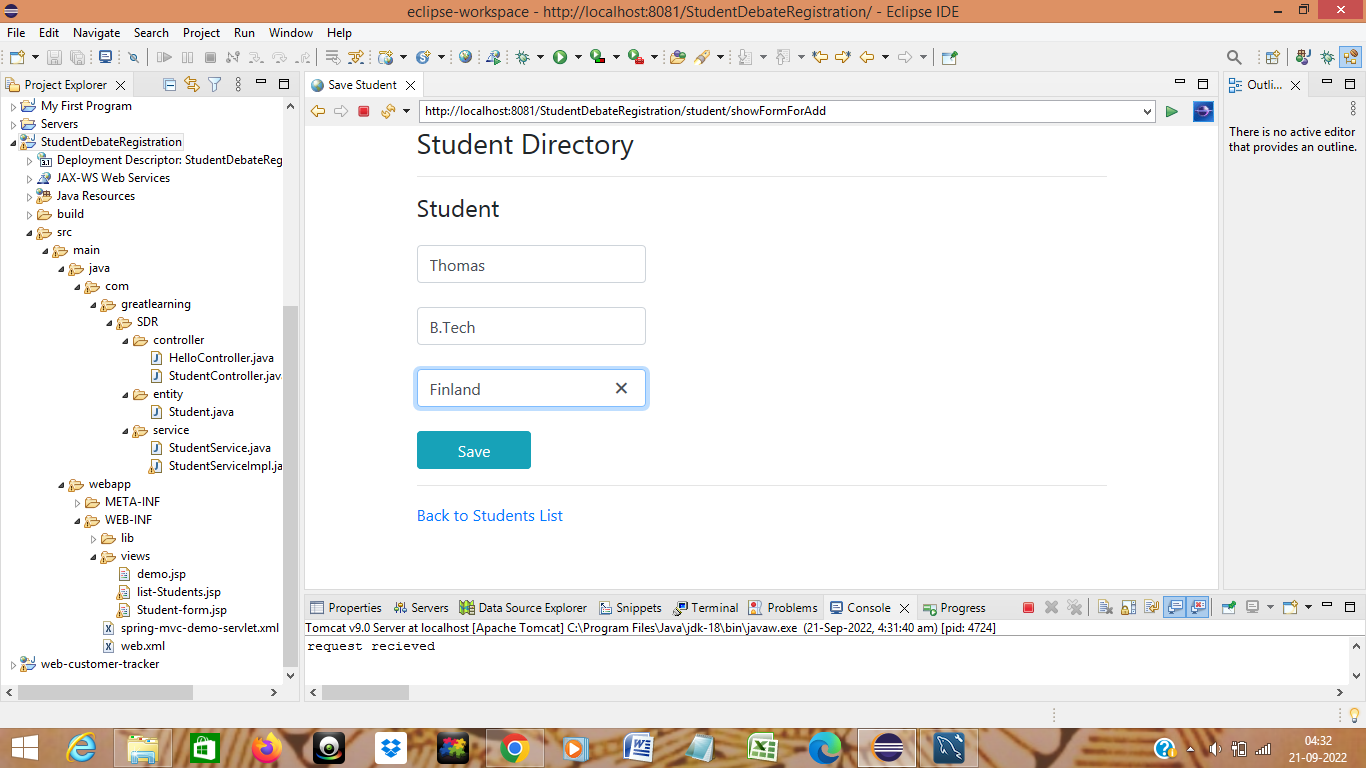 eclipse-workspace - http://localhost:8081/StudentDebateRegistration/ - Eclipse IDE
File Edit Navigate Search Project Run Window Help
Project Explorer
My First Program
Servers
StudentDebateRegistration
Deployment Descriptor: StudentDebateReg
JAX-WS Web Services
Java Resources
build
src
main
java
com
greatlearning
SDR
controller
HelloController.java
StudentController.jav
entity
Student.java
service
StudentService.java
StudentServiceImpl.ja
webapp
META-INF
WEB-INF
lib
views
demo.jsp
list-Students.jsp
Student-form.jsp
spring-mvc-demo-servlet.xml
web.xml
web-customer-tracker
Save Student
http://localhost:8081/StudentDebateRegistration/student/showFormForAdd
Student Directory
Student
Thomas
B.Tech
Finland
Save
Back to Students List
Outli...
There is no active editor
that provides an outline.
Properties Servers Data Source Explorer Snippets Terminal Problems Console Progress
Tomcat v9.0 Server at localhost [Apache Tomcat] C:\Program Files\Java\jdk-18\bin\javaw.exe (21-Sep-2022, 4:31:40 am) [pid: 4724]
request recieved
04:32
21-09-2022